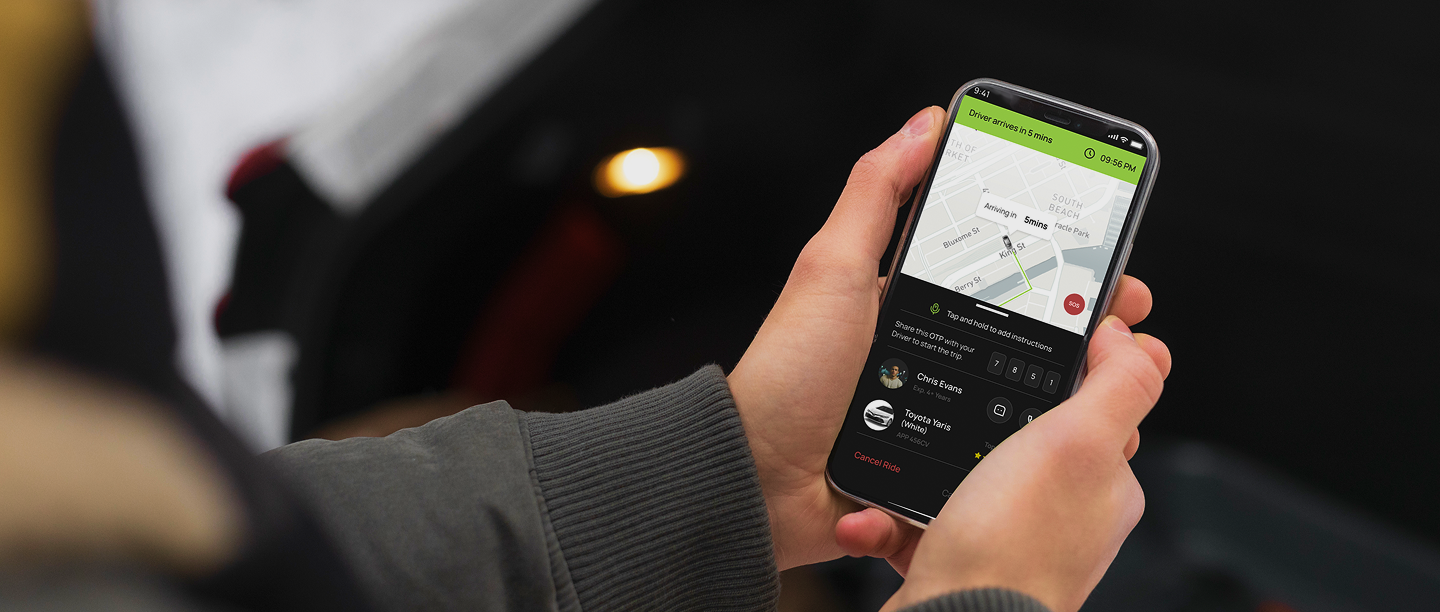 9:41
Driver arrives in 5 mins
09:56 PM
TH OF
RKET
SOUTH
BEACH
Arriving in 5mins
racle Park
Bluxome St
King St
Berry St
SOS
Tap and hold to add instructions
Share this OTP with your
Driver to start the trip.
7 8 5 1
Chris Evans
Exp. 4+ Years
Toyota Yaris
(White)
APP 456CV
Cancel Ride